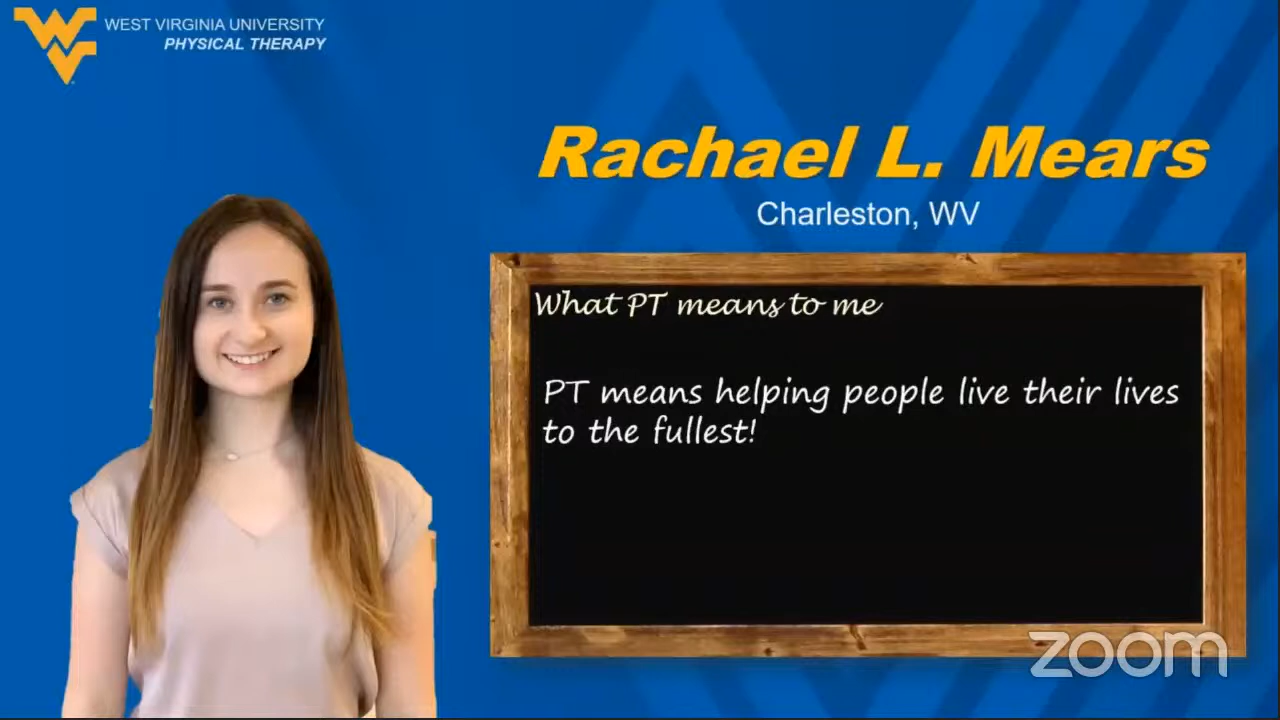 WEST VIRGINIA UNIVERSITY
PHYSICAL THERAPY
Rachael L. Mears
Charleston, WV
What PT means to me
PT means helping people live their lives
to the fullest!
zoom